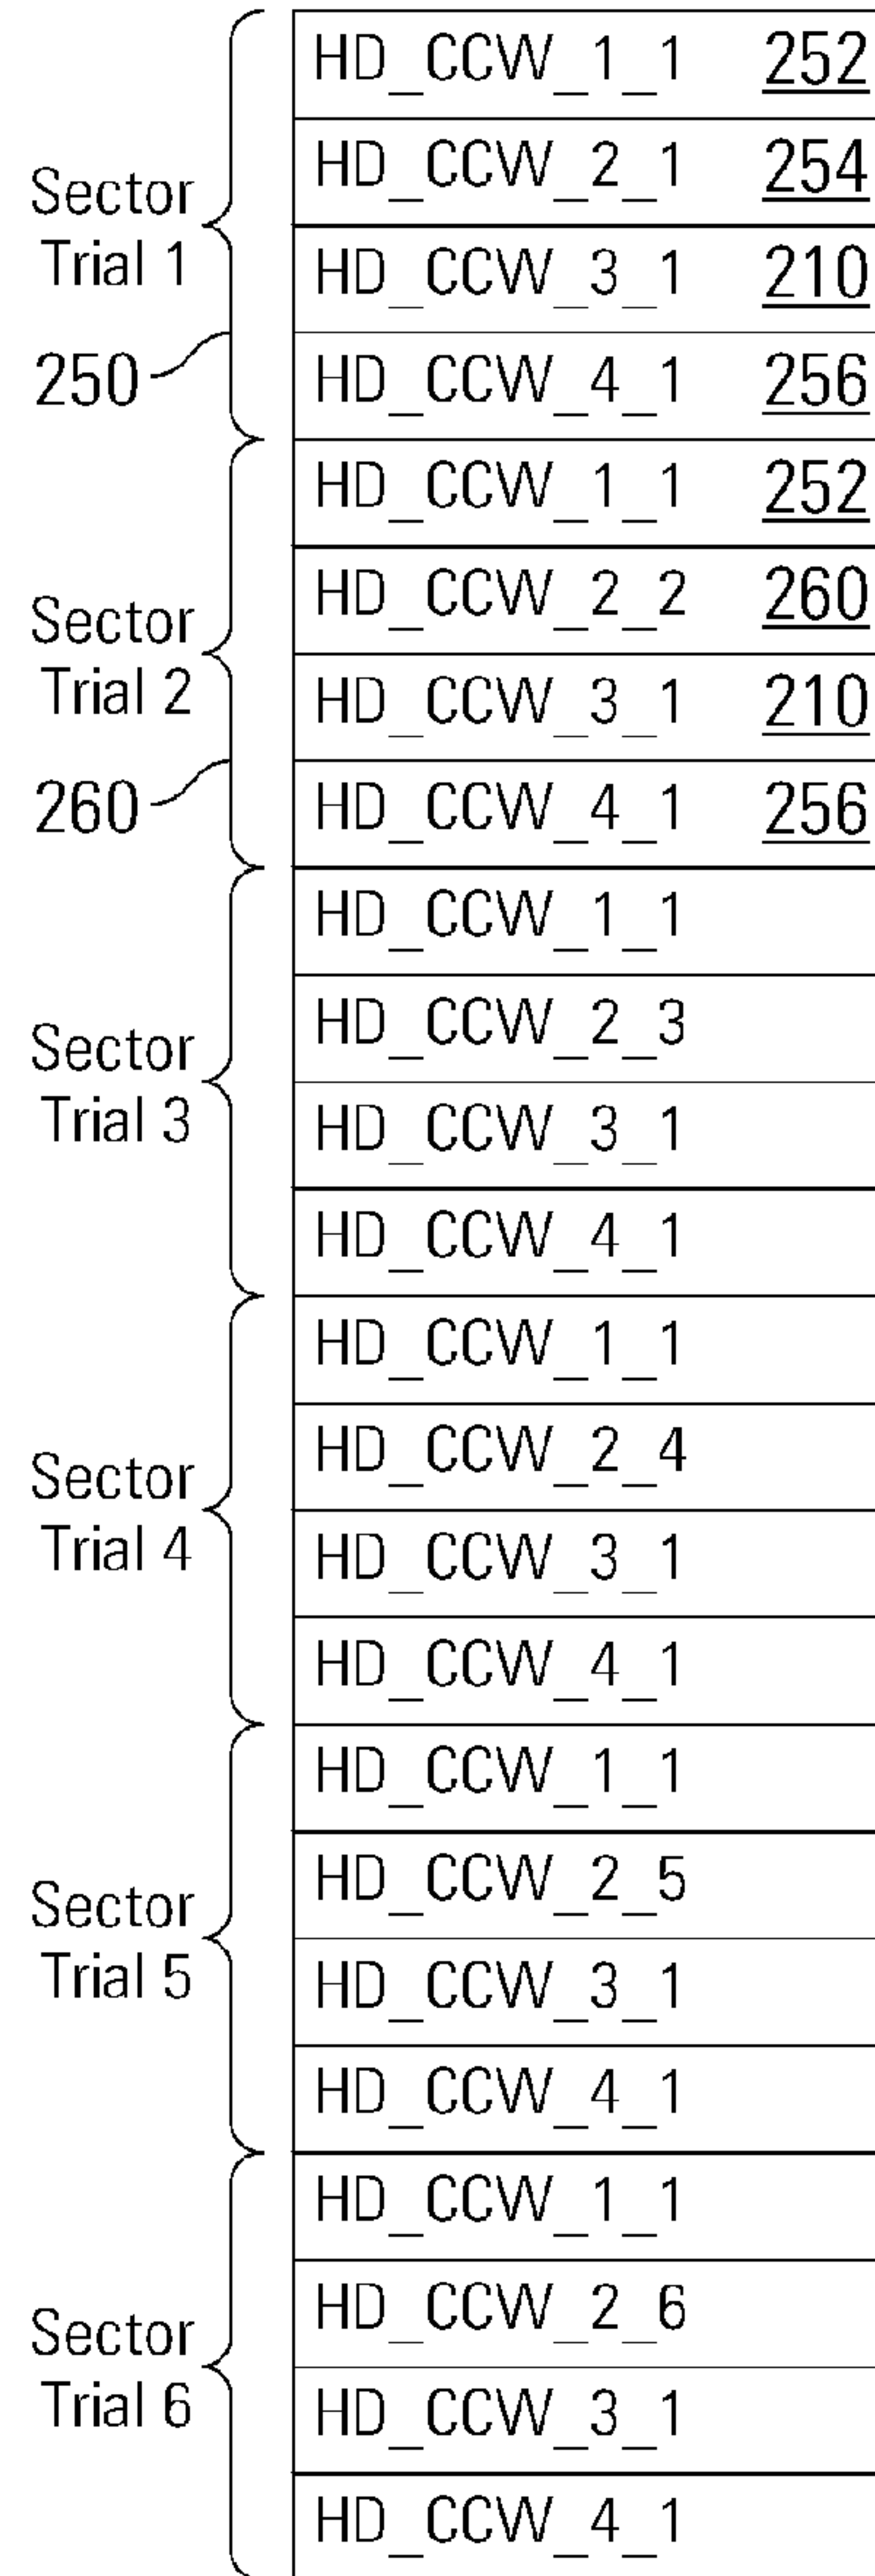 Sector
Trial 1
250
HD_CCW_1_1 252
HD_CCW_2_1 254
HD_CCW_3_1 210
HD_CCW_4_1 256
Sector
Trial 2
260
HD_CCW_1_1 252
HD_CCW_2_2 260
HD_CCW_3_1 210
HD_CCW_4_1 256
Sector
Trial 3
HD_CCW_1_1
HD_CCW_2_3
HD_CCW_3_1
HD_CCW_4_1
Sector
Trial 4
HD_CCW_1_1
HD_CCW_2_4
HD_CCW_3_1
HD_CCW_4_1
Sector
Trial 5
HD_CCW_1_1
HD_CCW_2_5
HD_CCW_3_1
HD_CCW_4_1
Sector
Trial 6
HD_CCW_1_1
HD_CCW_2_6
HD_CCW_3_1
HD_CCW_4_1